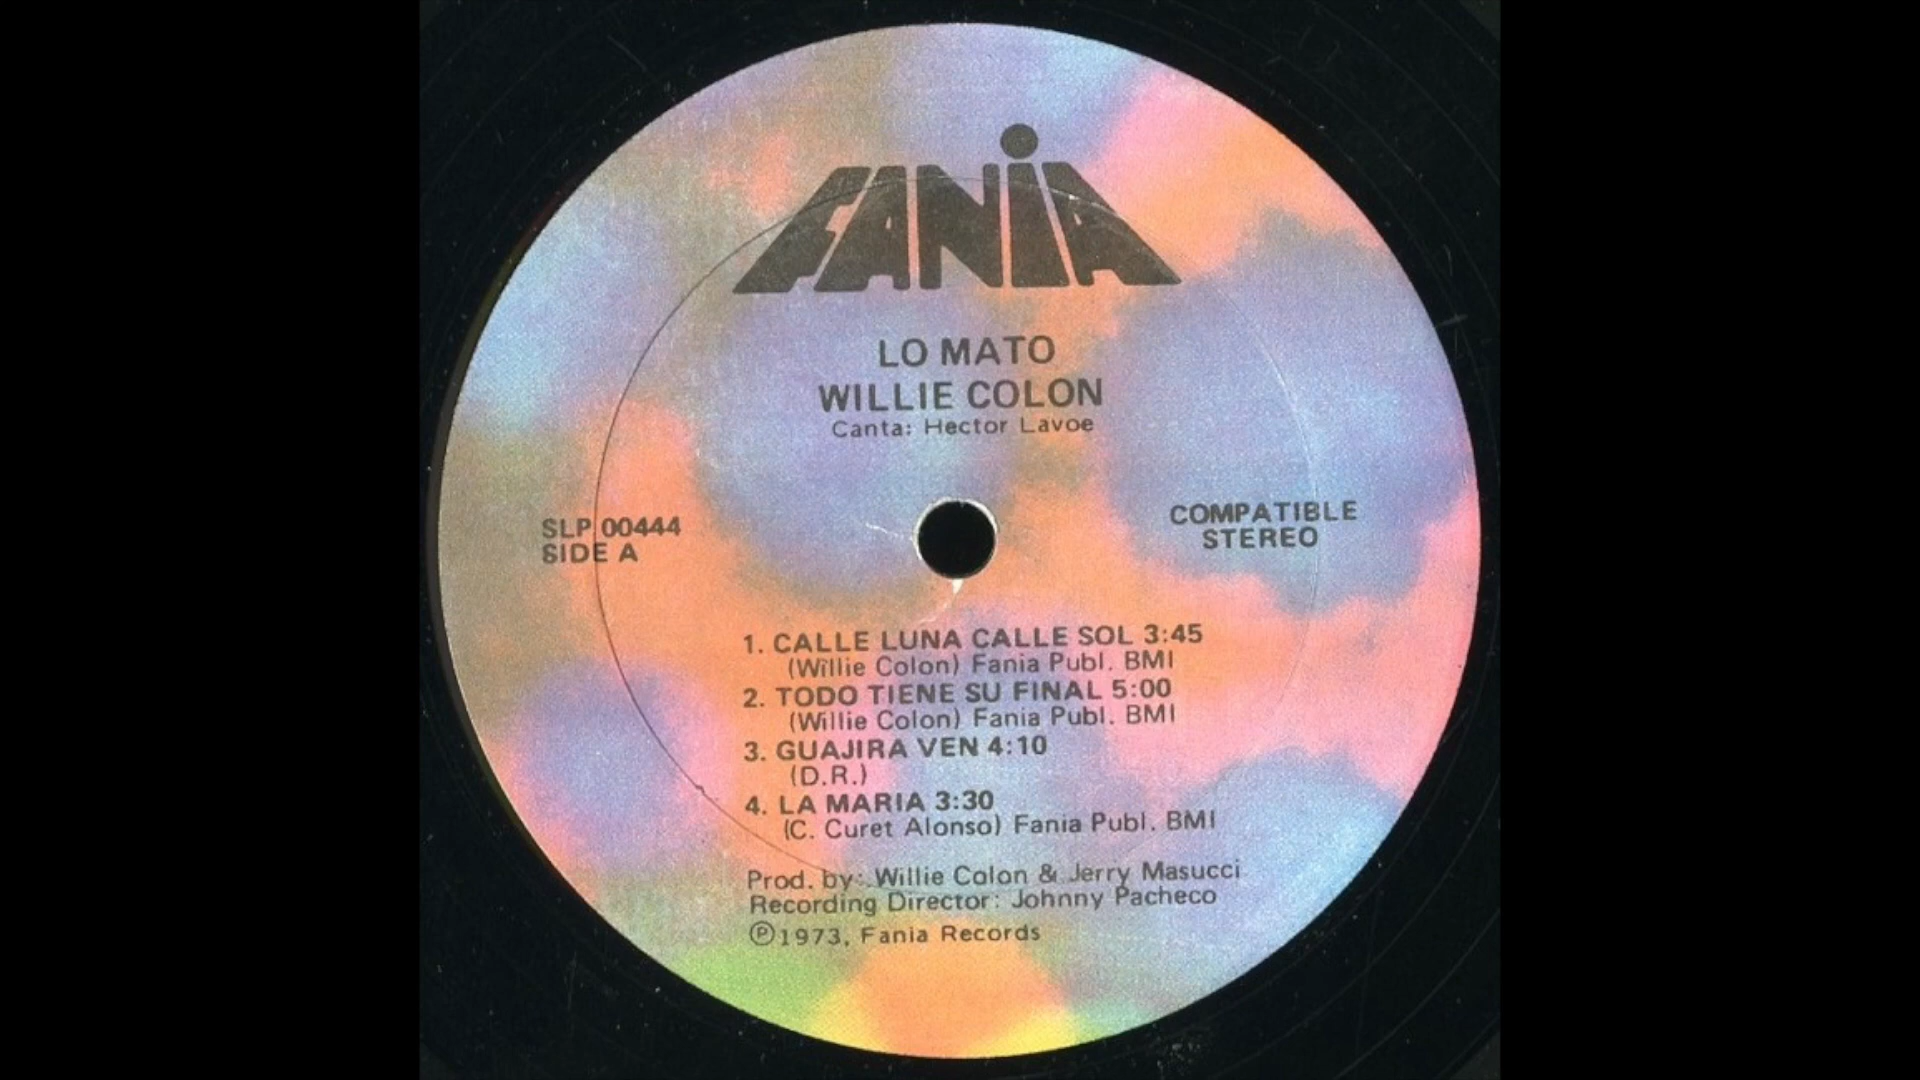 FANIA
LO MATO
WILLIE COLON
Canta: Hector Lavoe
SLP 00444
SIDE A
COMPATIBLE
STEREO
1. CALLE LUNA CALLE SOL 3:45
(Willie Colon) Fania Publ. BMI
2. TODO TIENE SU FINAL 5:00
(Willie Colon) Fania Publ. BMI
3. GUAJIRA VEN 4:10
(D.R.)
4. LA MARIA 3:30
(C. Curet Alonso) Fania Publ. BMI
Prod. by: Willie Colon & Jerry Masucci
Recording Director: Johnny Pacheco
Ⓟ1973, Fania Records